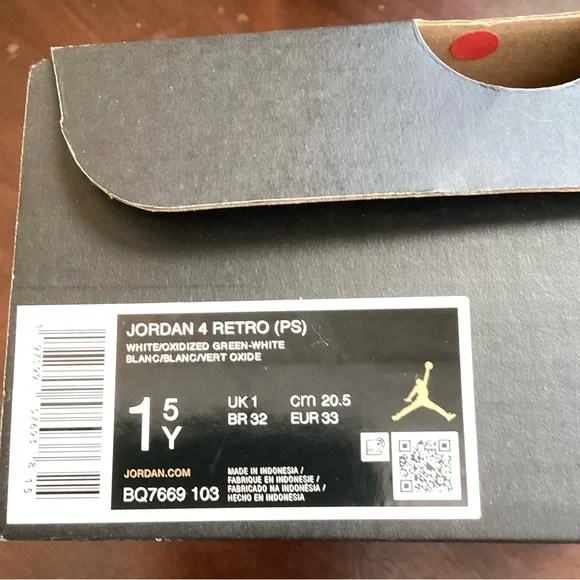 JORDAN 4 RETRO (PS)
WHITE/OXIDIZED GREEN-WHITE
BLANC/BLANC/VERT OXIDE
1 5 Y
UK 1 cm 20.5
BR 32 EUR 33
JORDAN.COM
BQ7669 103
MADE IN INDONESIA /
FABRIQUE EN INDONESIE /
FABRICADO NA INDONESIA /
HECHO EN INDONESIA